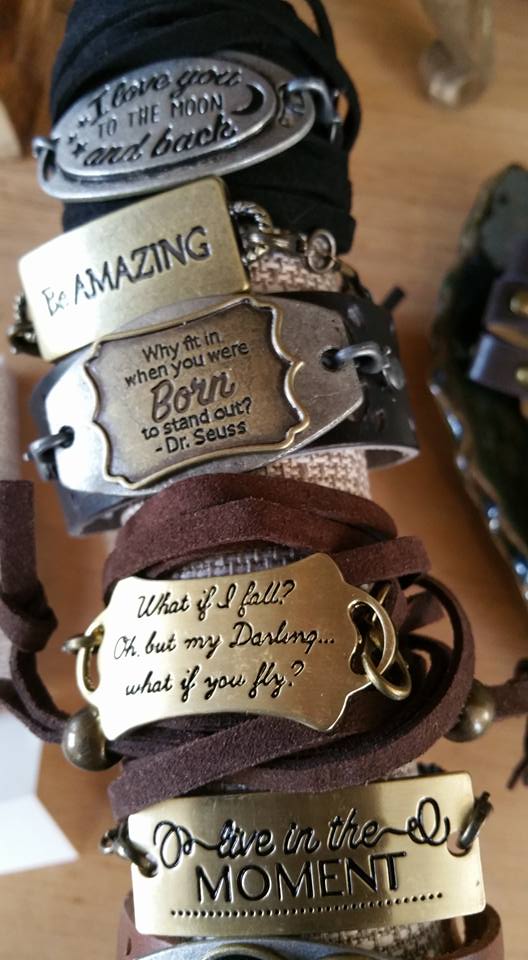 I love you
TO THE MOON
and back
Be AMAZING
Why fit in
when you were
Born
to stand out?
- Dr. Seuss
What if I fall?
Oh, but my Darling...
what if you fly?
live in the
MOMENT